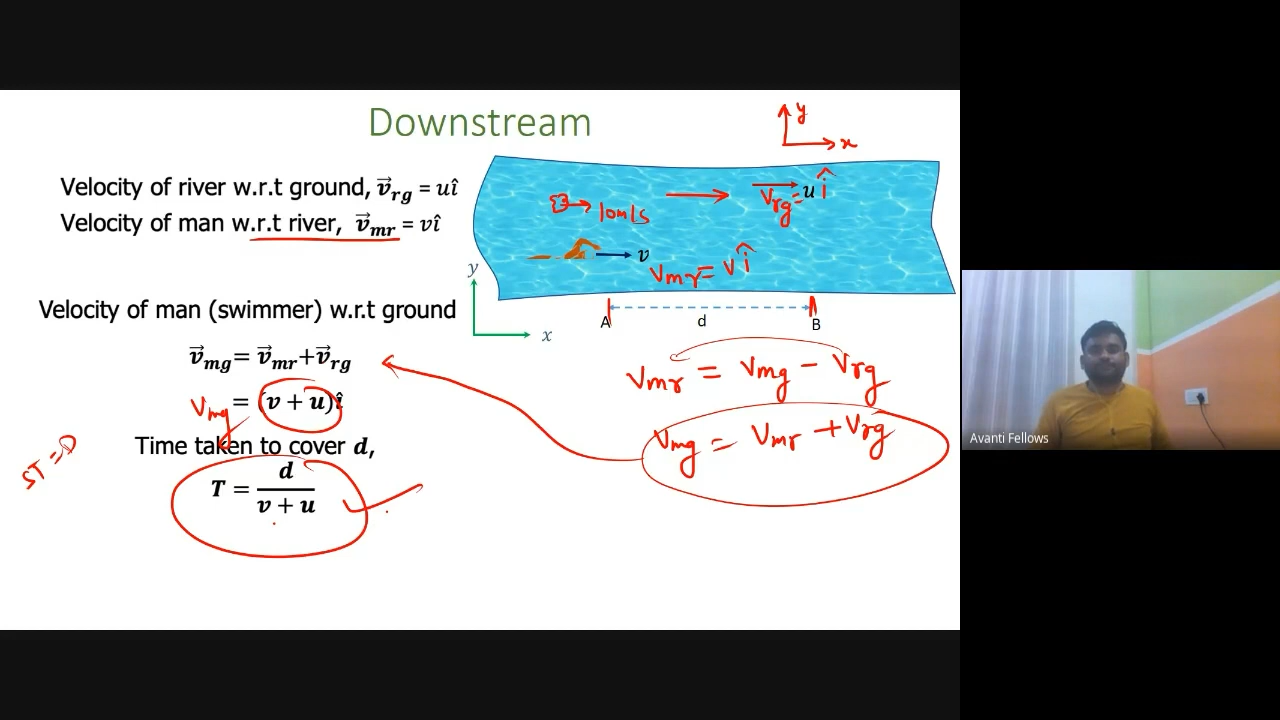 Downstream
Velocity of river w.r.t ground, v⃗rg = uî
Velocity of man w.r.t river, v⃗mr = vî
Velocity of man (swimmer) w.r.t ground
v⃗mg = v⃗mr + v⃗rg
Vmg = (v + u)î
Time taken to cover d,
ST = D
T = d / (v + u)
y
x
10m/s
Vrg = u î
v
Vmr = V î
y
x
A d B
Vmr = Vmg − Vrg
Vmg = Vmr + Vrg
Avanti Fellows